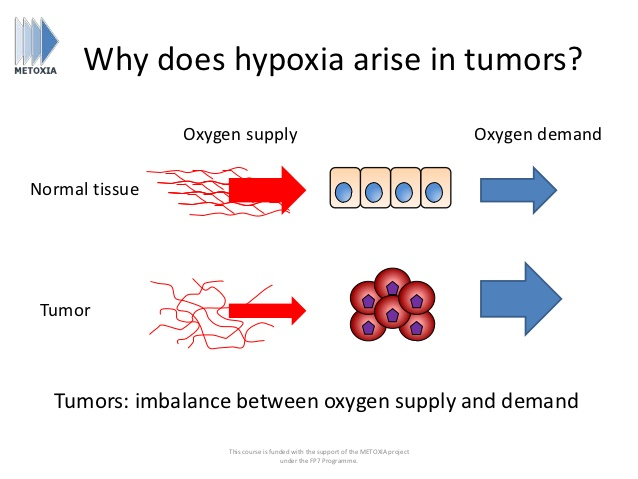 METOXIA
Why does hypoxia arise in tumors?
Oxygen supply
Oxygen demand
Normal tissue
Tumor
Tumors: imbalance between oxygen supply and demand
This course is funded with the support of the METOXIA project
under the FP7 Programme.